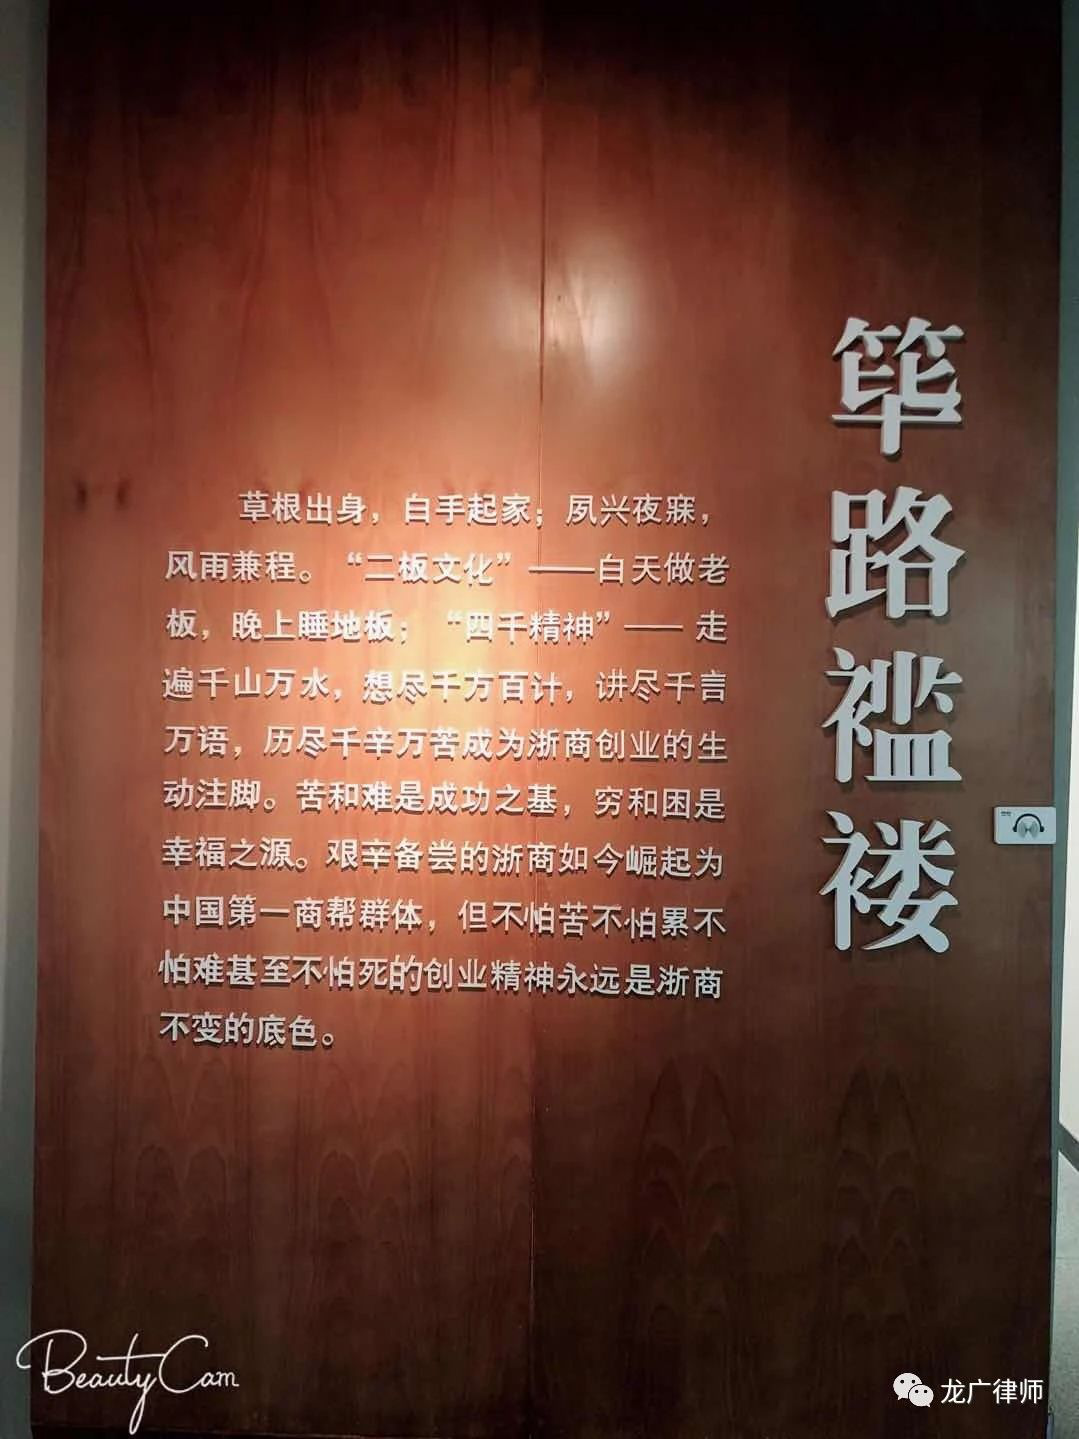 筚路褴褛
草根出身，白手起家；夙兴夜寐，
风雨兼程。“二板文化”——白天做老
板，晚上睡地板；“四千精神”—— 走
遍千山万水，想尽千方百计，讲尽千言
万语，历尽千辛万苦成为浙商创业的生
动注脚。苦和难是成功之基，穷和困是
幸福之源。艰辛备尝的浙商如今崛起为
中国第一商帮群体，但不怕苦不怕累不
怕难甚至不怕死的创业精神永远是浙商
不变的底色。
BeautyCam
龙广律师